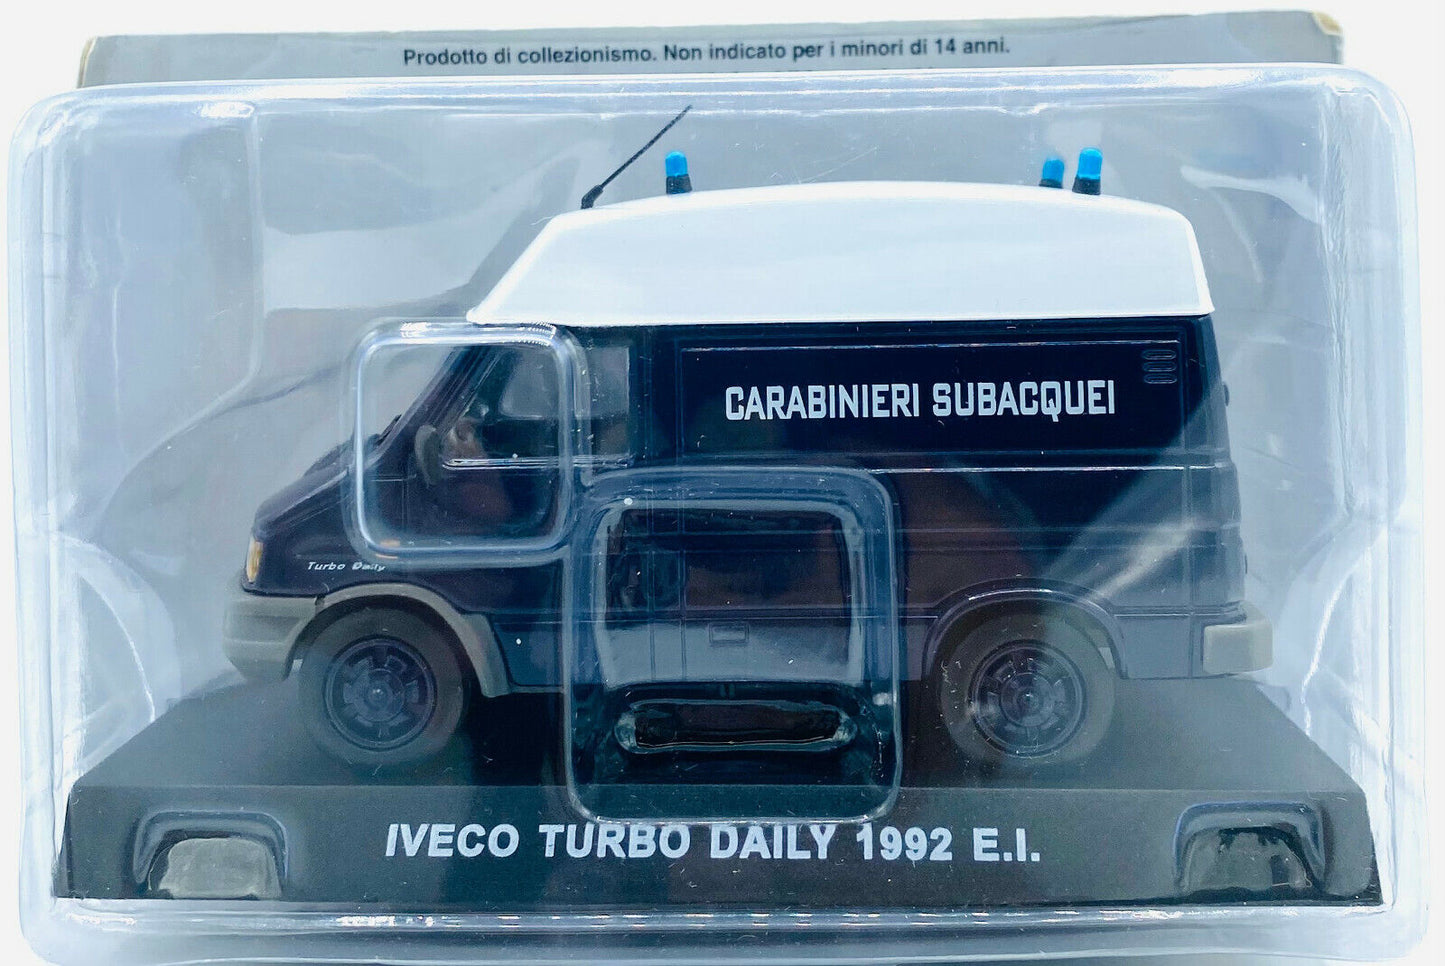 Prodotto di collezionismo. Non indicato per i minori di 14 anni.
CARABINIERI SUBACQUEI
Turbo Daily
IVECO TURBO DAILY 1992 E.I.